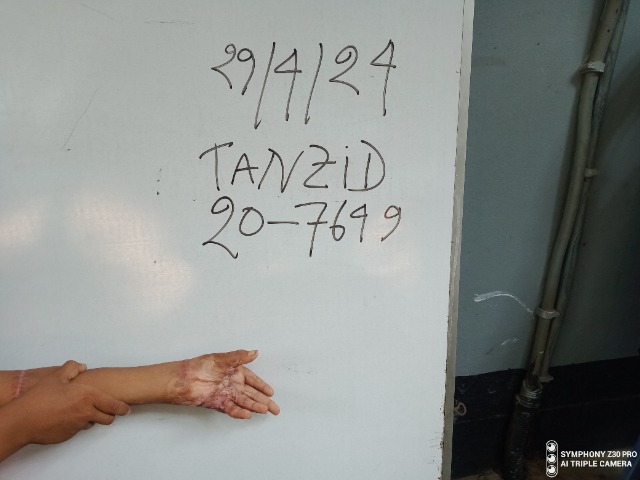 29/4/24
TANZiD
20-7649
SYMPHONY Z30 PRO
AI TRIPLE CAMERA